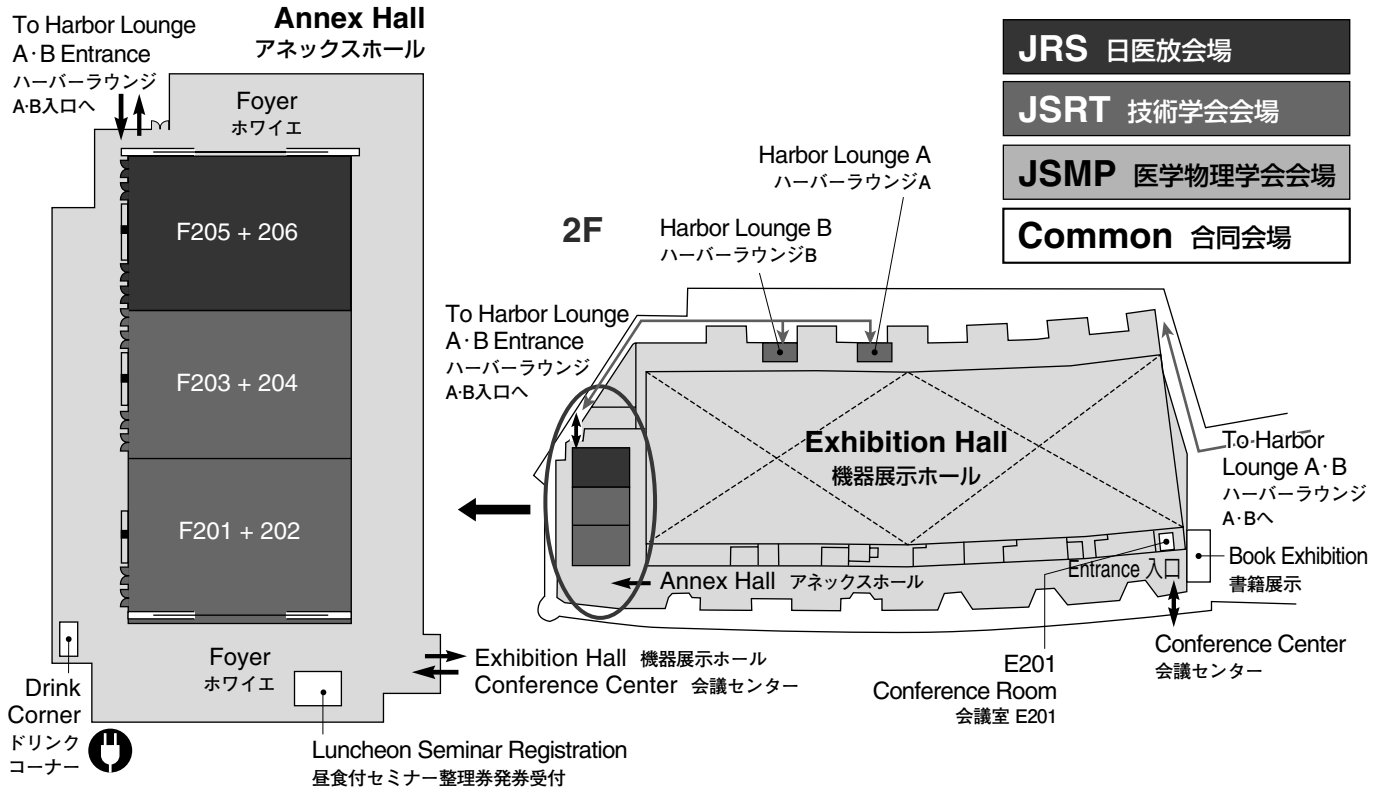 Annex Hall
アネックスホール
To Harbor Lounge
A·B Entrance
ハーバーラウンジ
A·B入口へ
Foyer
ホワイエ
F205 + 206
F203 + 204
F201 + 202
Foyer
ホワイエ
Drink
Corner
ドリンク
コーナー
Luncheon Seminar Registration
昼食付セミナー整理券発券受付
Exhibition Hall 機器展示ホール
Conference Center 会議センター
JRS 日医放会場
JSRT 技術学会会場
JSMP 医学物理学会会場
Common 合同会場
2F
Harbor Lounge A
ハーバーラウンジA
Harbor Lounge B
ハーバーラウンジB
To Harbor Lounge
A·B Entrance
ハーバーラウンジ
A·B入口へ
Exhibition Hall
機器展示ホール
To Harbor
Lounge A·B
ハーバーラウンジ
A·Bへ
Annex Hall アネックスホール
Entrance 入口
Book Exhibition
書籍展示
Conference Center
会議センター
E201
Conference Room
会議室 E201